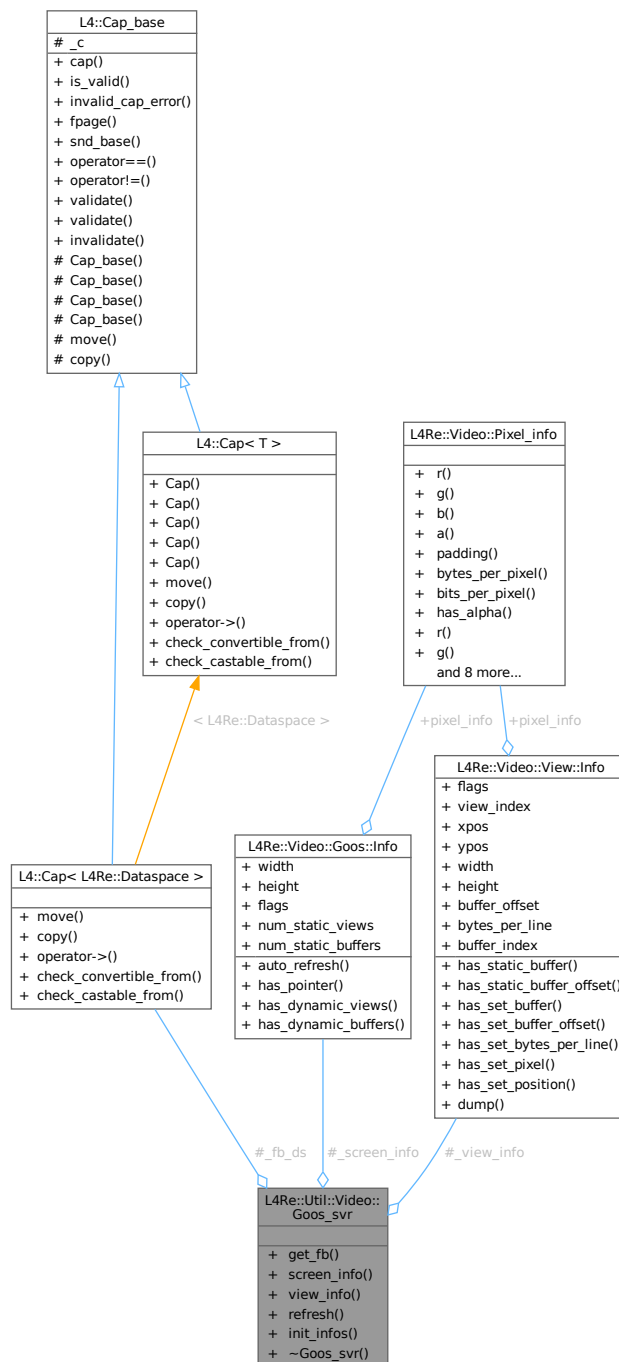 L4::Cap_base
# _c
+ cap()
+ is_valid()
+ invalid_cap_error()
+ fpage()
+ snd_base()
+ operator==()
+ operator!=()
+ validate()
+ validate()
+ invalidate()
# Cap_base()
# Cap_base()
# Cap_base()
# Cap_base()
# move()
# copy()
L4::Cap< T >
+ Cap()
+ Cap()
+ Cap()
+ Cap()
+ Cap()
+ move()
+ copy()
+ operator->()
+ check_convertible_from()
+ check_castable_from()
L4Re::Video::Pixel_info
+ r()
+ g()
+ b()
+ a()
+ padding()
+ bytes_per_pixel()
+ bits_per_pixel()
+ has_alpha()
+ r()
+ g()
and 8 more...
< L4Re::Dataspace >
+pixel_info
+pixel_info
L4::Cap< L4Re::Dataspace >
+ move()
+ copy()
+ operator->()
+ check_convertible_from()
+ check_castable_from()
L4Re::Video::Goos::Info
+ width
+ height
+ flags
+ num_static_views
+ num_static_buffers
+ auto_refresh()
+ has_pointer()
+ has_dynamic_views()
+ has_dynamic_buffers()
L4Re::Video::View::Info
+ flags
+ view_index
+ xpos
+ ypos
+ width
+ height
+ buffer_offset
+ bytes_per_line
+ buffer_index
+ has_static_buffer()
+ has_static_buffer_offset()
+ has_set_buffer()
+ has_set_buffer_offset()
+ has_set_bytes_per_line()
+ has_set_pixel()
+ has_set_position()
+ dump()
#_fb_ds
#_screen_info
#_view_info
L4Re::Util::Video::
Goos_svr
+ get_fb()
+ screen_info()
+ view_info()
+ refresh()
+ init_infos()
+ ~Goos_svr()